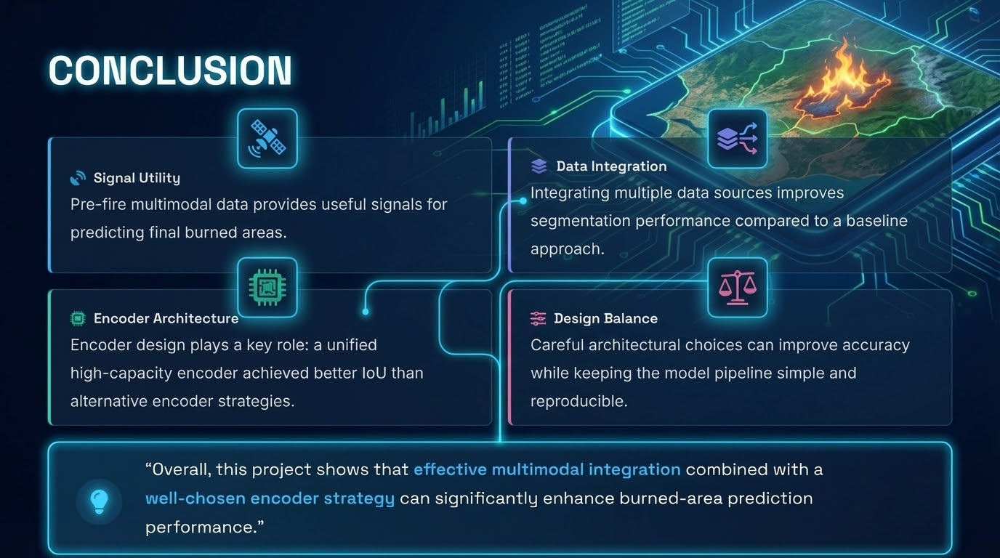 CONCLUSION
Signal Utility
Pre-fire multimodal data provides useful signals for
predicting final burned areas.
Data Integration
Integrating multiple data sources improves
segmentation performance compared to a baseline
approach.
Encoder Architecture
Encoder design plays a key role: a unified
high-capacity encoder achieved better IoU than
alternative encoder strategies.
Design Balance
Careful architectural choices can improve accuracy
while keeping the model pipeline simple and
reproducible.
“Overall, this project shows that effective multimodal integration combined with a
well-chosen encoder strategy can significantly enhance burned-area prediction
performance.”